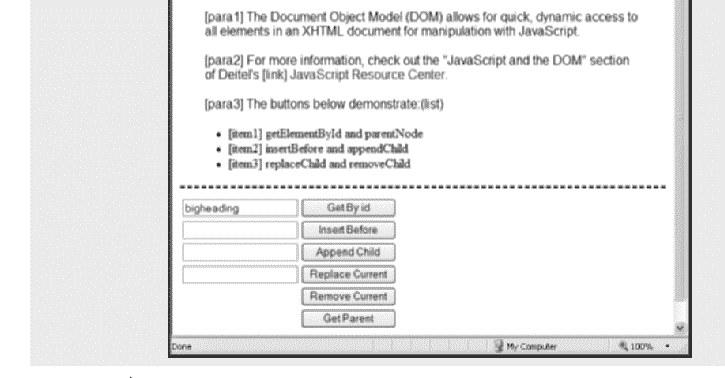 [para1] The Document Object Model (DOM) allows for quick, dynamic access to
all elements in an XHTML document for manipulation with JavaScript.
[para2] For more information, check out the "JavaScript and the DOM" section
of Deitel's [link] JavaScript Resource Center.
[para3] The buttons below demonstrate:(list)
• [item1] getElementById and parentNode
• [item2] insertBefore and appendChild
• [item3] replaceChild and removeChild
bigheading Get By id
Insert Before
Append Child
Replace Current
Remove Current
Get Parent
Done My Computer 100%